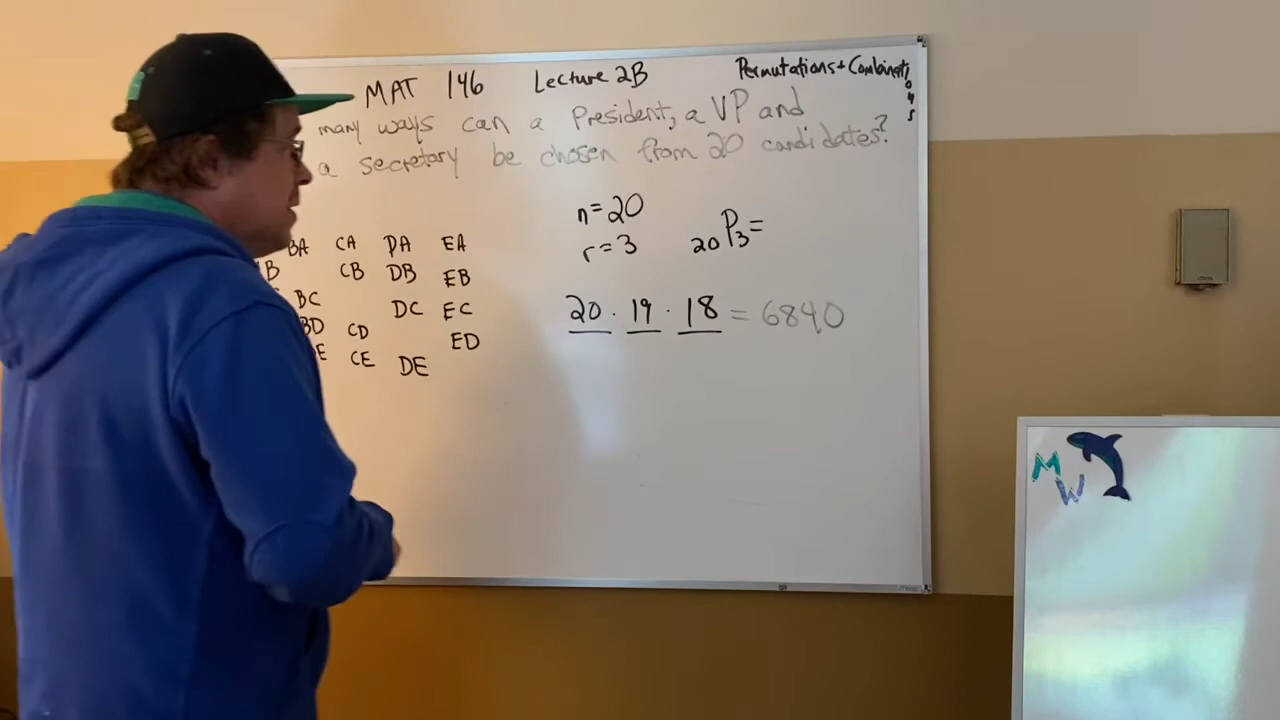 MAT 146 Lecture 2B Permutations + Combinations
many ways can a President, a VP and
a secretary be chosen from 20 candidates?
n=20
r=3 20P3=
BA CA DA EA
B CB DB EB
BC DC EC
BD CD ED
E CE DE
20 · 19 · 18 = 6840
M
W